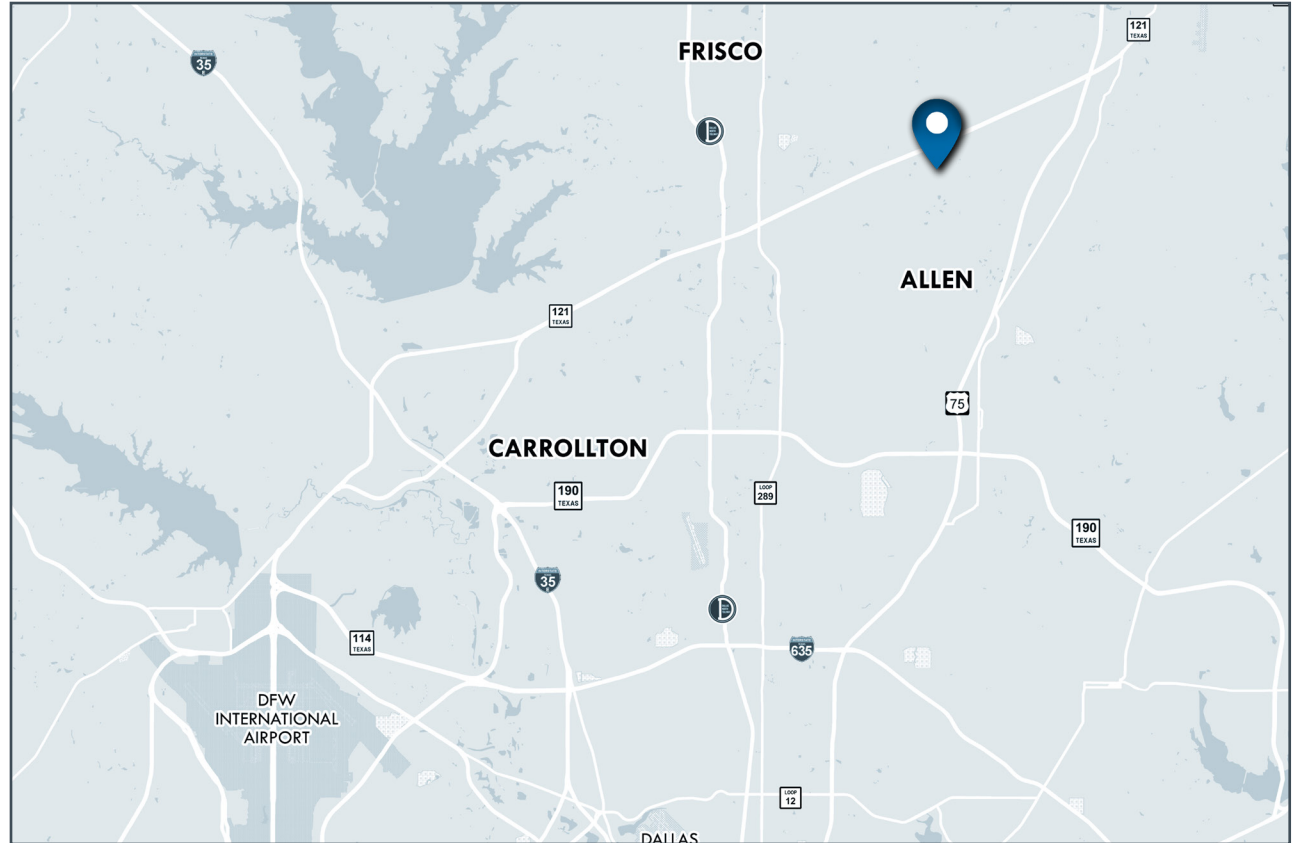 121
TEXAS
FRISCO
35
D
ALLEN
121
TEXAS
75
CARROLLTON
190
TEXAS
LOOP
289
190
TEXAS
35
D
114
TEXAS
635
DFW
INTERNATIONAL
AIRPORT
LOOP
12
DALLAS